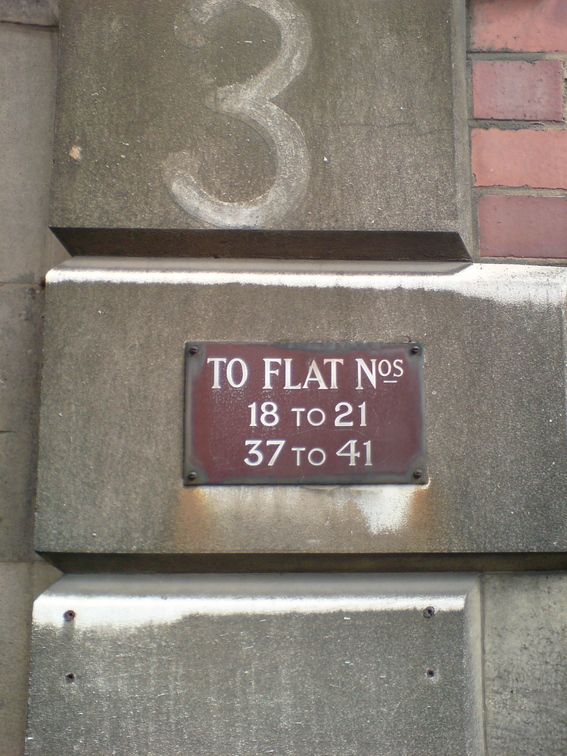 3
TO FLAT Nos
18 TO 21
37 TO 41